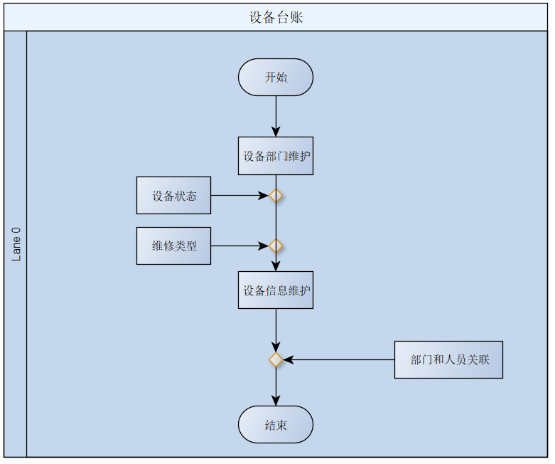 设备台账
Lane 0
开始
设备部门维护
设备状态
维修类型
设备信息维护
部门和人员关联
结束